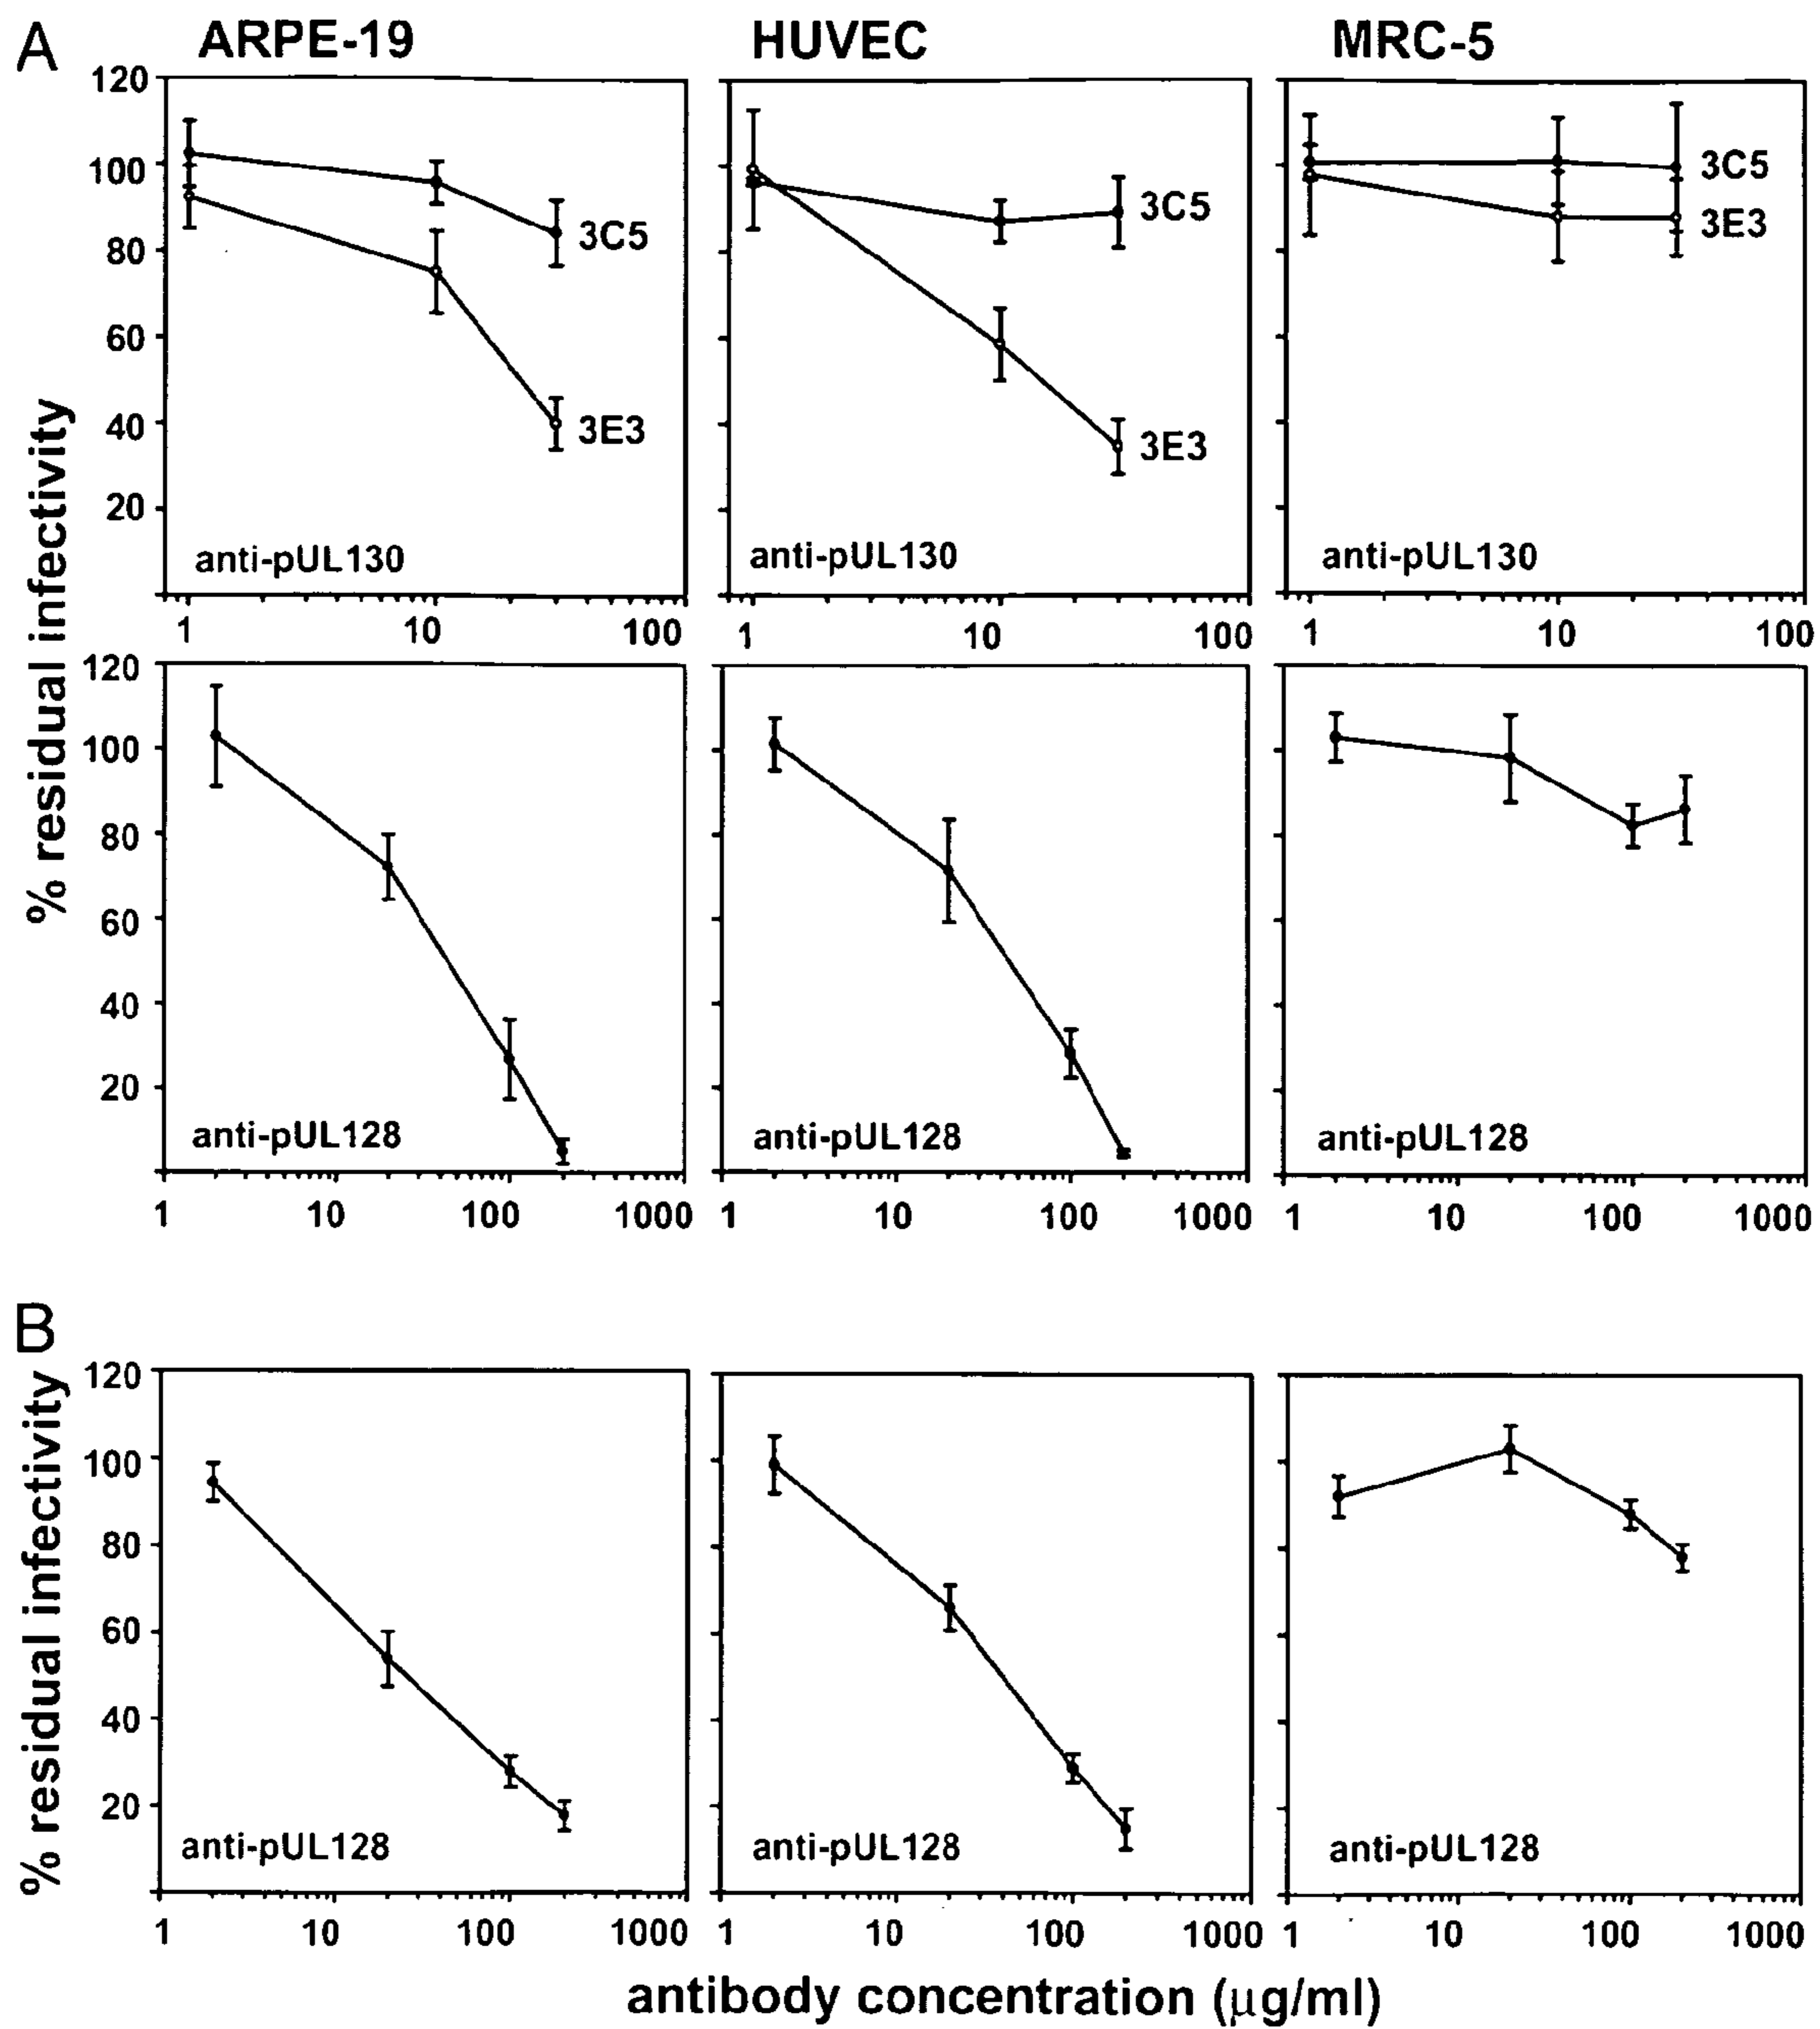 A
ARPE-19 HUVEC MRC-5
% residual infectivity
120
100
80
60
40
20
3C5
3E3
anti-pUL130
1 10 100
3C5
3E3
anti-pUL130
1 10 100
3C5
3E3
anti-pUL130
1 10 100
120
100
80
60
40
20
anti-pUL128
1 10 100 1000
anti-pUL128
1 10 100 1000
anti-pUL128
1 10 100 1000
B
% residual infectivity
120
100
80
60
40
20
anti-pUL128
1 10 100 1000
anti-pUL128
1 10 100 1000
anti-pUL128
1 10 100 1000
antibody concentration (µg/ml)